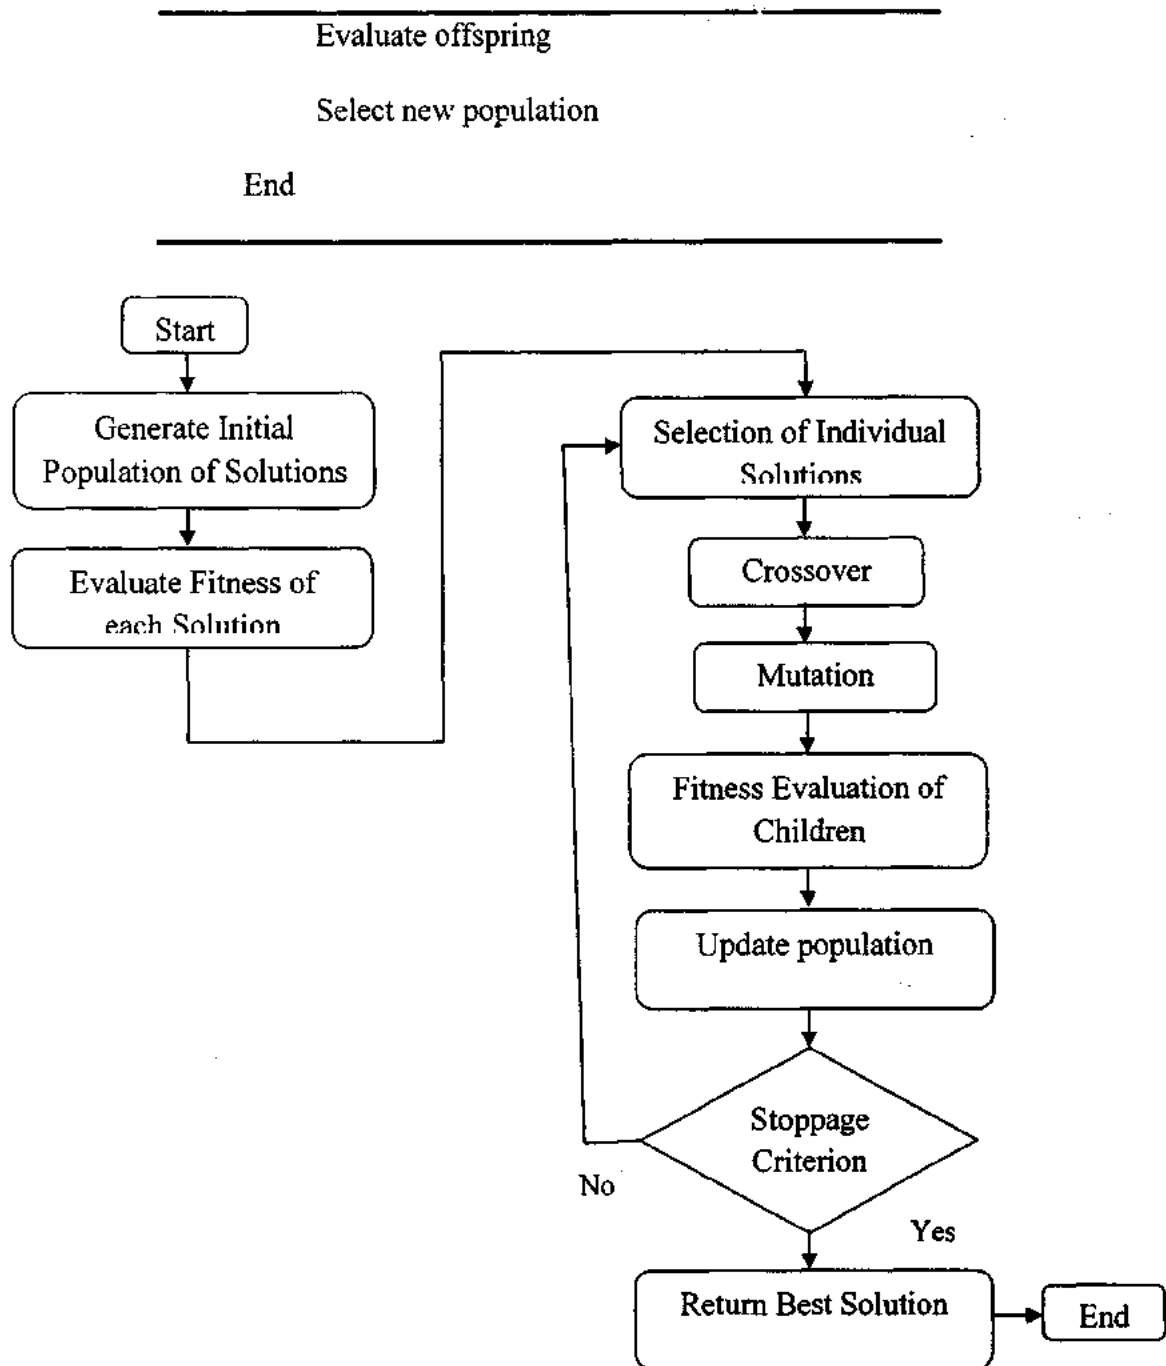 Evaluate offspring
Select new population
End
Start
Generate Initial
Population of Solutions
Evaluate Fitness of
each Solution
Selection of Individual
Solutions
Crossover
Mutation
Fitness Evaluation of
Children
Update population
Stoppage
Criterion
No
Yes
Return Best Solution
End